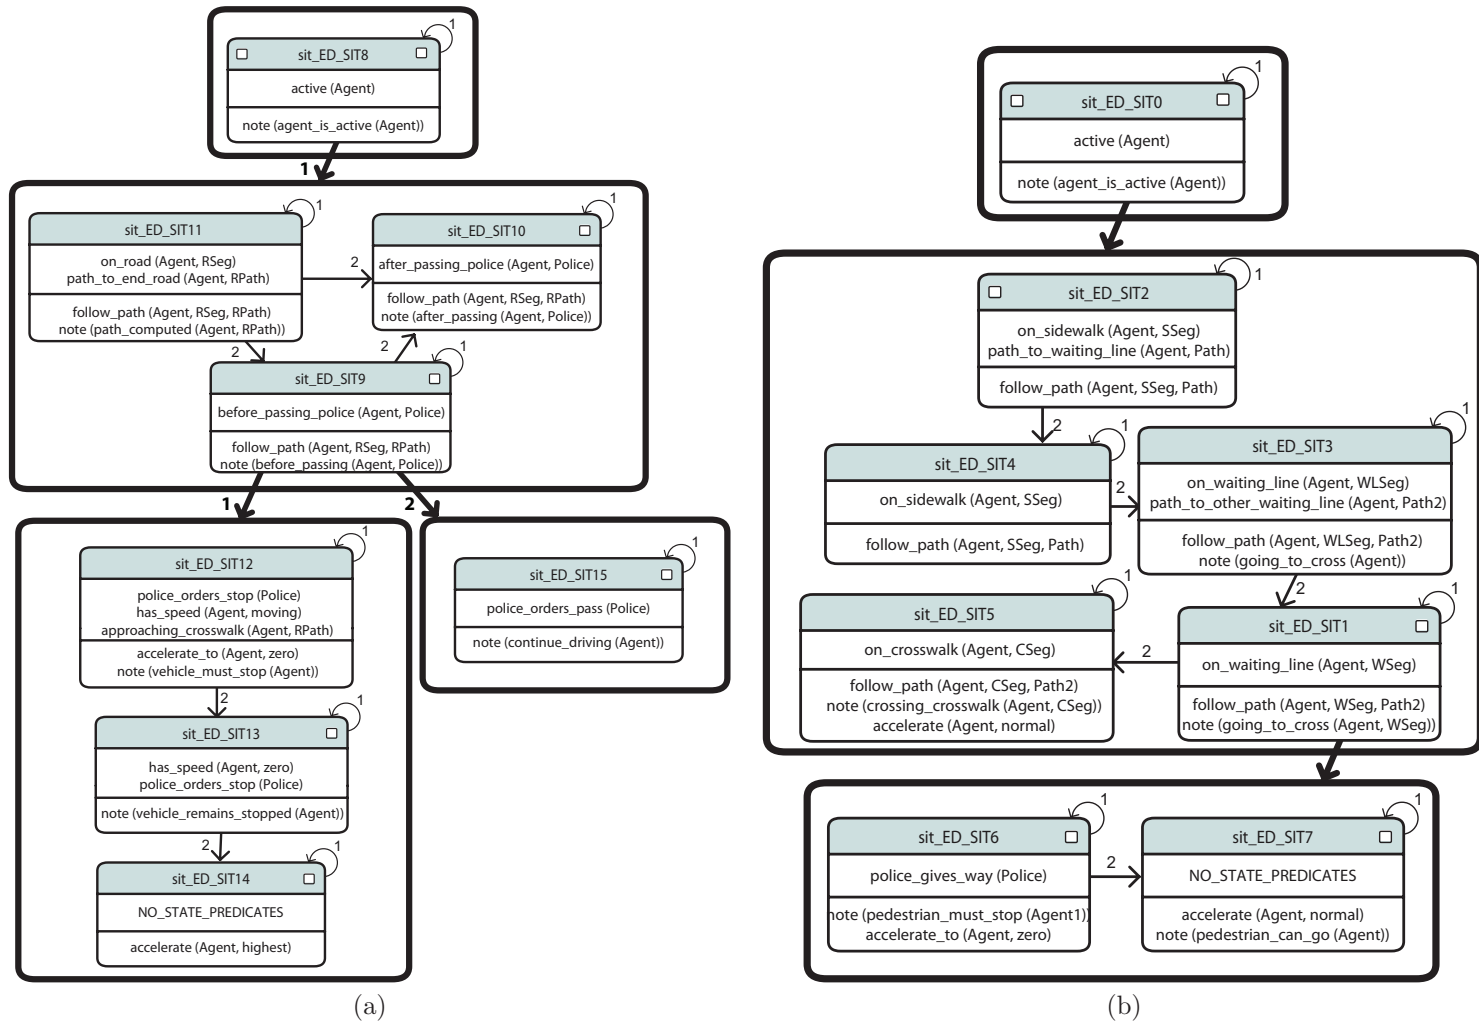 1
sit_ED_SIT8
active (Agent)
note (agent_is_active (Agent))
1
1
sit_ED_SIT11
on_road (Agent, RSeg)
path_to_end_road (Agent, RPath)
follow_path (Agent, RSeg, RPath)
note (path_computed (Agent, RPath))
2
1
sit_ED_SIT10
after_passing_police (Agent, Police)
follow_path (Agent, RSeg, RPath)
note (after_passing (Agent, Police))
2
2
1
sit_ED_SIT9
before_passing_police (Agent, Police)
follow_path (Agent, RSeg, RPath)
note (before_passing (Agent, Police))
1
2
1
sit_ED_SIT12
police_orders_stop (Police)
has_speed (Agent, moving)
approaching_crosswalk (Agent, RPath)
accelerate_to (Agent, zero)
note (vehicle_must_stop (Agent))
2
1
sit_ED_SIT13
has_speed (Agent, zero)
police_orders_stop (Police)
note (vehicle_remains_stopped (Agent))
2
1
sit_ED_SIT14
NO_STATE_PREDICATES
accelerate (Agent, highest)
1
sit_ED_SIT15
police_orders_pass (Police)
note (continue_driving (Agent))
(a)
1
sit_ED_SIT0
active (Agent)
note (agent_is_active (Agent))
1
sit_ED_SIT2
on_sidewalk (Agent, SSeg)
path_to_waiting_line (Agent, Path)
follow_path (Agent, SSeg, Path)
2
1
sit_ED_SIT4
on_sidewalk (Agent, SSeg)
follow_path (Agent, SSeg, Path)
2
1
sit_ED_SIT3
on_waiting_line (Agent, WLSeg)
path_to_other_waiting_line (Agent, Path2)
follow_path (Agent, WLSeg, Path2)
note (going_to_cross (Agent))
2
1
sit_ED_SIT1
on_waiting_line (Agent, WSeg)
follow_path (Agent, WSeg, Path2)
note (going_to_cross (Agent, WSeg))
2
1
sit_ED_SIT5
on_crosswalk (Agent, CSeg)
follow_path (Agent, CSeg, Path2)
note (crossing_crosswalk (Agent, CSeg))
accelerate (Agent, normal)
1
sit_ED_SIT6
police_gives_way (Police)
note (pedestrian_must_stop (Agent1))
accelerate_to (Agent, zero)
2
1
sit_ED_SIT7
NO_STATE_PREDICATES
accelerate (Agent, normal)
note (pedestrian_can_go (Agent))
(b)